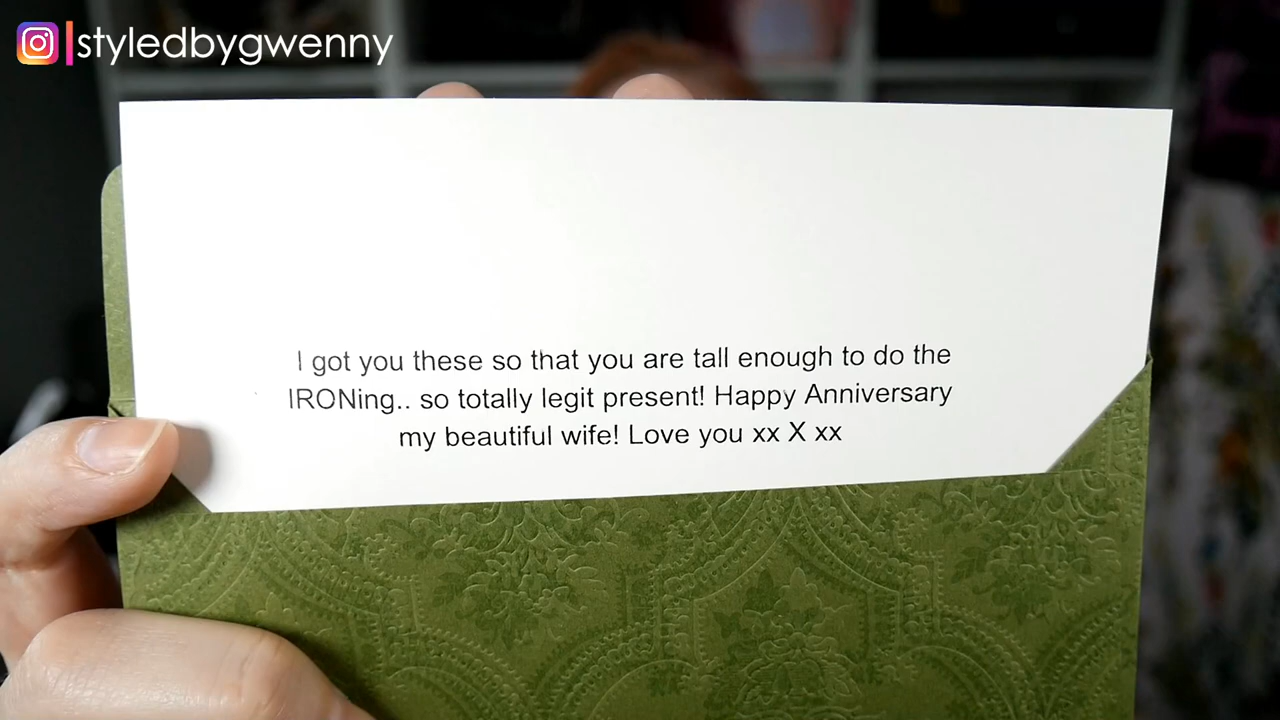 styledbygwenny
I got you these so that you are tall enough to do the
IRONing.. so totally legit present! Happy Anniversary
my beautiful wife! Love you xx X xx